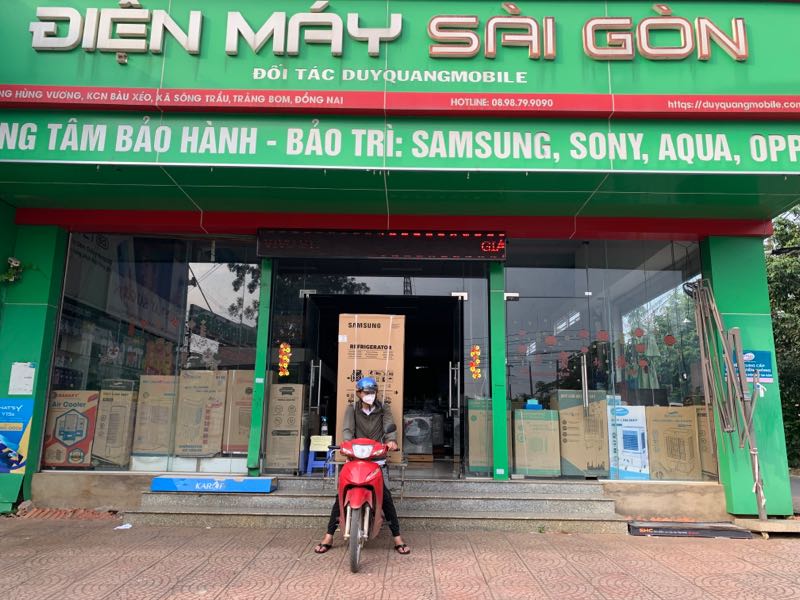 ĐIỆN MÁY SÀI GÒN
ĐỐI TÁC DUYQUANGMOBILE
NG HÙNG VƯƠNG, KCN BÀU XÉO, XÃ SÔNG TRẦU, TRẢNG BOM, ĐỒNG NAI
HOTLINE: 08.98.79.9090
https://duyquangmobile.com
NG TÂM BẢO HÀNH - BẢO TRÌ: SAMSUNG, SONY, AQUA, OPP
GIÁ
SAMSUNG
REFRIGERATOR
Air Cooler
Y15s